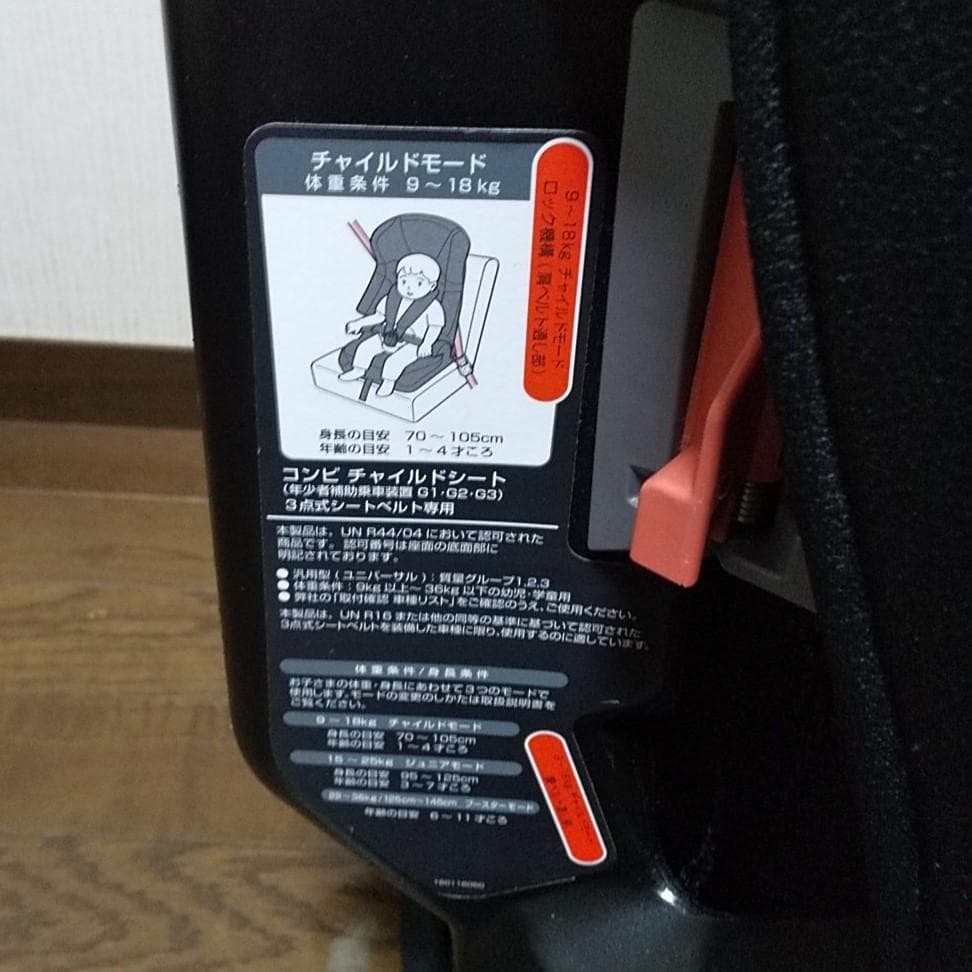 チャイルドモード
体重条件 9～18kg
9～18kg チャイルドモード
ロック機構(肩ベルト通し部)
身長の目安 70～105cm
年齢の目安 1～4才ころ
コンビ チャイルドシート
(年少者補助乗車装置 G1・G2・G3)
3点式シートベルト専用
本製品は、UN R44/04 において認可された
商品です。認可番号は座面の底面部に
明記されております。
● 汎用型(ユニバーサル):質量グループ1,2,3
● 体重条件:9kg 以上～36kg 以下の幼児・学童用
● 弊社の「取付確認 車種リスト」をご確認のうえ、ご使用ください。
本製品は、UN R16 または他の同等の基準に基づいて認可された
3点式シートベルトを装備した車種に限り、使用するのに適しています。
体重条件/身長条件
お子さまの体重・身長にあわせて3つのモードで
使用します。モードの変更のしかたは取扱説明書を
ご覧ください。
9～18kg チャイルドモード
身長の目安 70～105cm
年齢の目安 1～4才ころ
15～25kg ジュニアモード
身長の目安 95～125cm
年齢の目安 3～7才ころ
22～36kg/125cm～145cm ブースターモード
年齢の目安 6～11才ころ